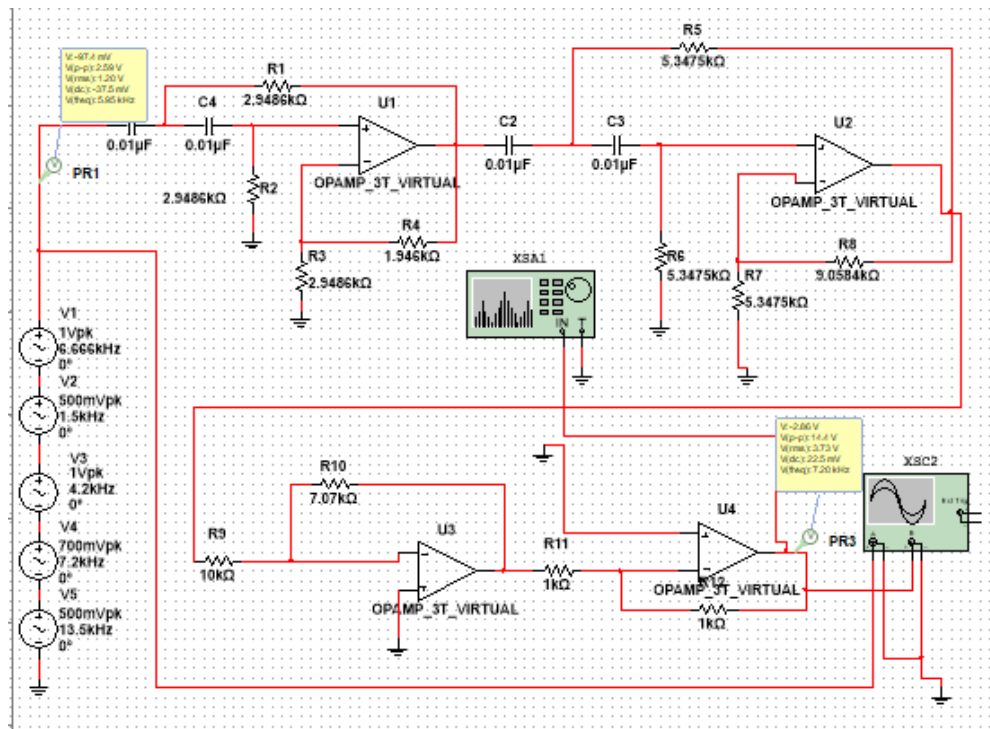 V: -97.4 mV
V(p-p): 2.59 V
V(rms): 1.20 V
V(dc): -37.5 mV
V(freq): 5.95 kHz
PR1
0.01µF
C4
0.01µF
R1
2.9486kΩ
U1
OPAMP_3T_VIRTUAL
R2
2.9486kΩ
R4
1.946kΩ
R3
2.9486kΩ
C2
0.01µF
C3
0.01µF
R5
5.3475kΩ
U2
OPAMP_3T_VIRTUAL
R6
5.3475kΩ
R8
9.0584kΩ
R7
5.3475kΩ
XSA1
IN T
V1
1Vpk
6.666kHz
0°
V2
500mVpk
1.5kHz
0°
V3
1Vpk
4.2kHz
0°
V4
700mVpk
7.2kHz
0°
V5
500mVpk
13.5kHz
0°
R9
10kΩ
R10
7.07kΩ
U3
OPAMP_3T_VIRTUAL
R11
1kΩ
U4
OPAMP_3T_VIRTUAL
R12
1kΩ
V: -2.86 V
V(p-p): 14.4 V
V(rms): 3.73 V
V(dc): 22.5 mV
V(freq): 7.20 kHz
PR3
XSC2
A